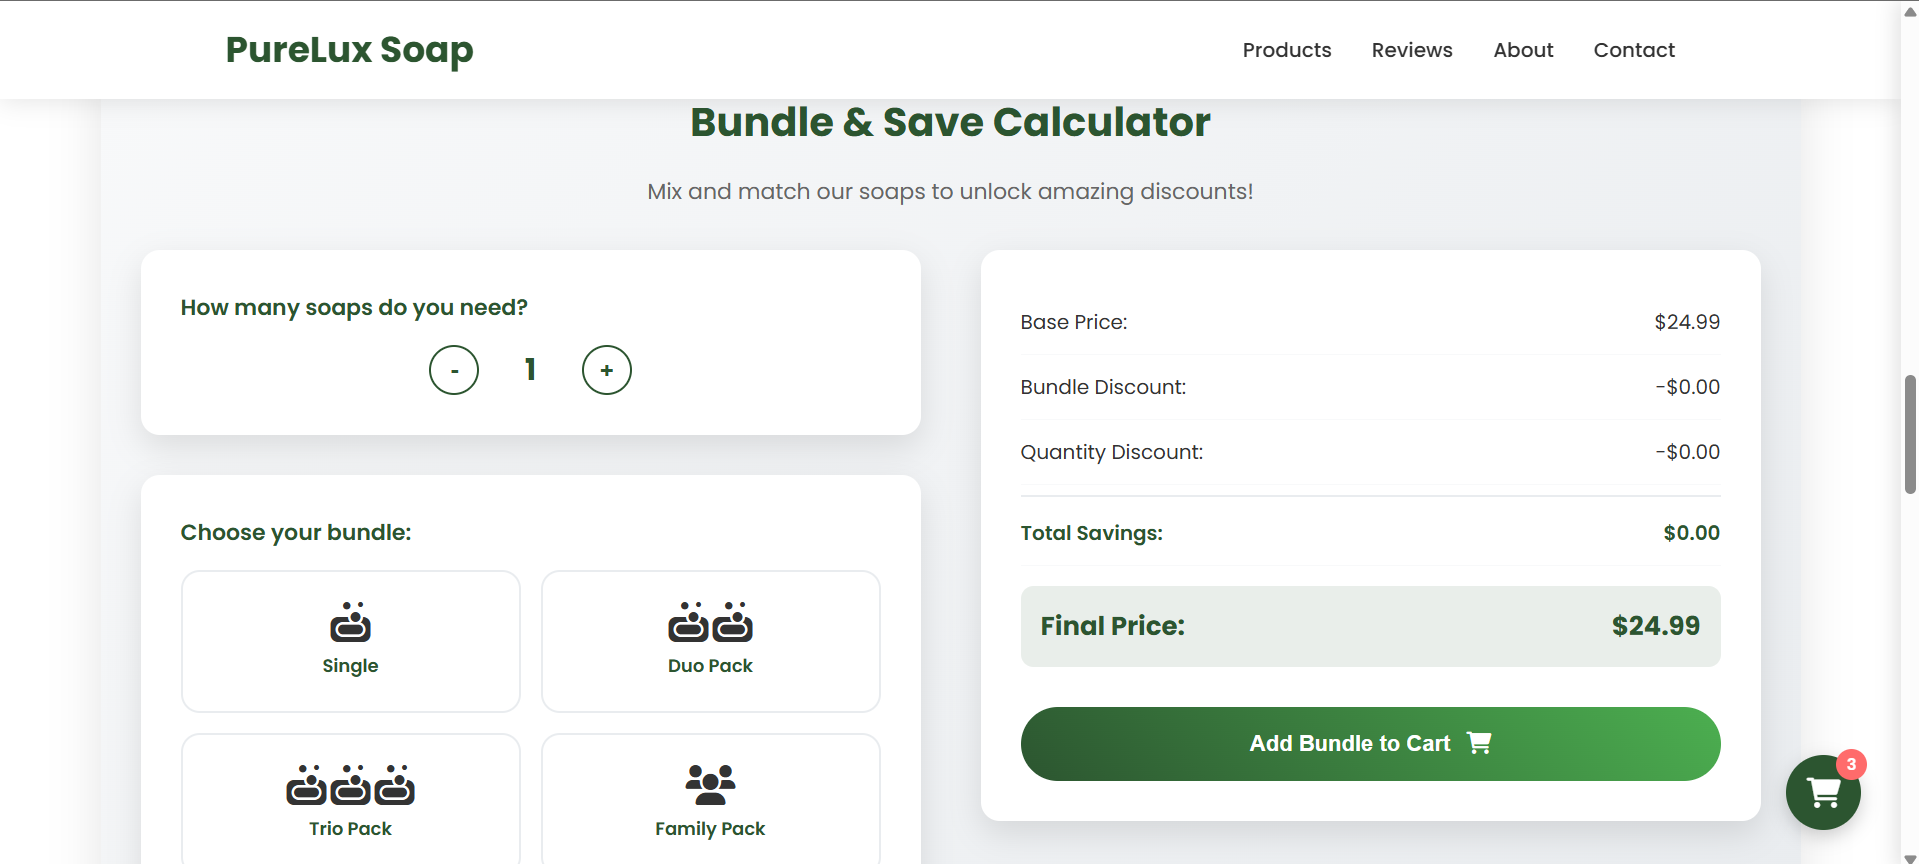 PureLux Soap
Products Reviews About Contact
Bundle & Save Calculator
Mix and match our soaps to unlock amazing discounts!
How many soaps do you need?
- 1 +
Choose your bundle:
Single
Duo Pack
Trio Pack
Family Pack
Base Price: $24.99
Bundle Discount: -$0.00
Quantity Discount: -$0.00
Total Savings: $0.00
Final Price: $24.99
Add Bundle to Cart
3